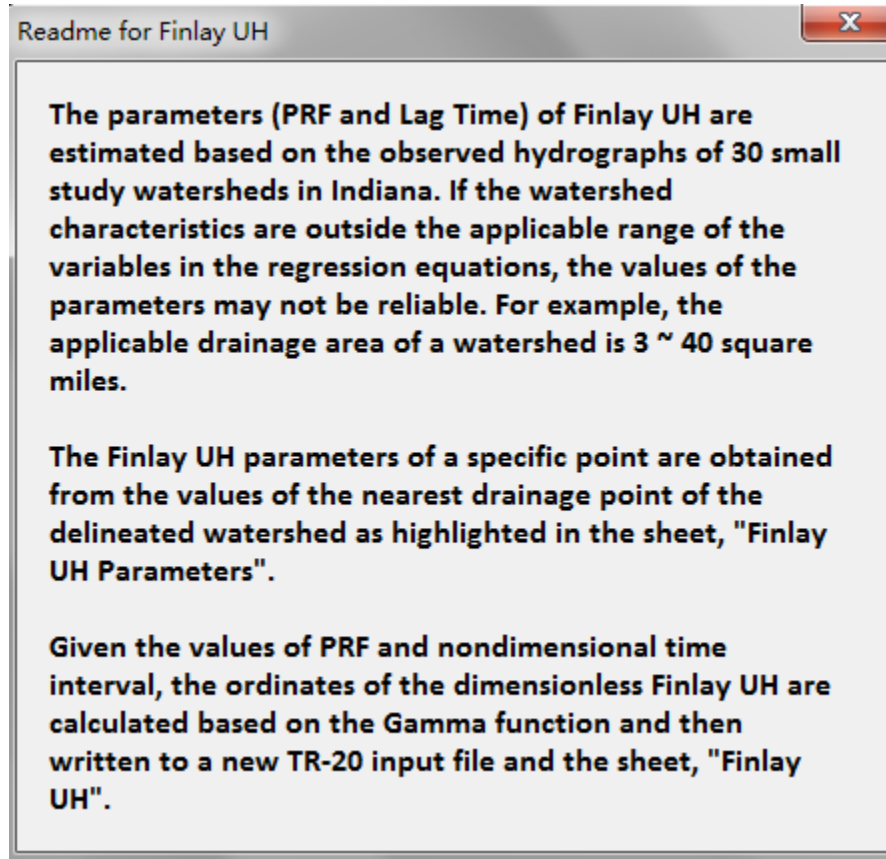 Readme for Finlay UH
The parameters (PRF and Lag Time) of Finlay UH are
estimated based on the observed hydrographs of 30 small
study watersheds in Indiana. If the watershed
characteristics are outside the applicable range of the
variables in the regression equations, the values of the
parameters may not be reliable. For example, the
applicable drainage area of a watershed is 3 ~ 40 square
miles.
The Finlay UH parameters of a specific point are obtained
from the values of the nearest drainage point of the
delineated watershed as highlighted in the sheet, "Finlay
UH Parameters".
Given the values of PRF and nondimensional time
interval, the ordinates of the dimensionless Finlay UH are
calculated based on the Gamma function and then
written to a new TR-20 input file and the sheet, "Finlay
UH".